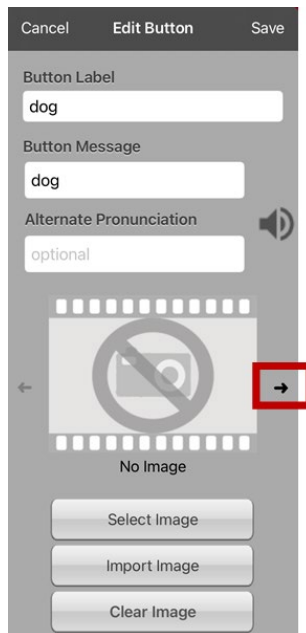 Cancel Edit Button Save
Button Label
dog
Button Message
dog
Alternate Pronunciation
optional
No Image
Select Image
Import Image
Clear Image